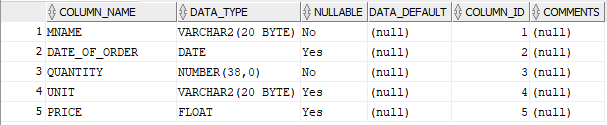 COLUMN_NAME DATA_TYPE NULLABLE DATA_DEFAULT COLUMN_ID COMMENTS
1 MNAME VARCHAR2(20 BYTE) No (null) 1 (null)
2 DATE_OF_ORDER DATE Yes (null) 2 (null)
3 QUANTITY NUMBER(38,0) No (null) 3 (null)
4 UNIT VARCHAR2(20 BYTE) Yes (null) 4 (null)
5 PRICE FLOAT Yes (null) 5 (null)